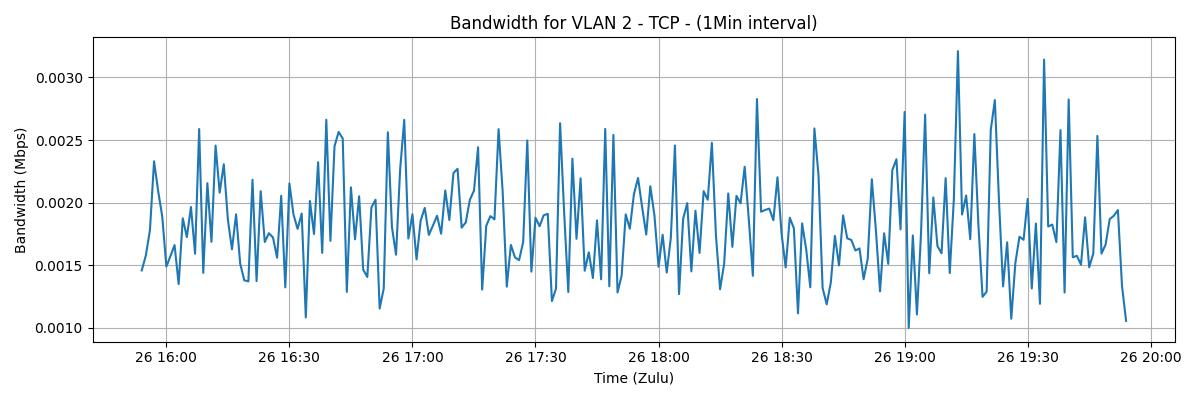 Bandwidth for VLAN 2 - TCP - (1Min interval)
Bandwidth (Mbps)
0.0030
0.0025
0.0020
0.0015
0.0010
26 16:00 26 16:30 26 17:00 26 17:30 26 18:00 26 18:30 26 19:00 26 19:30 26 20:00
Time (Zulu)